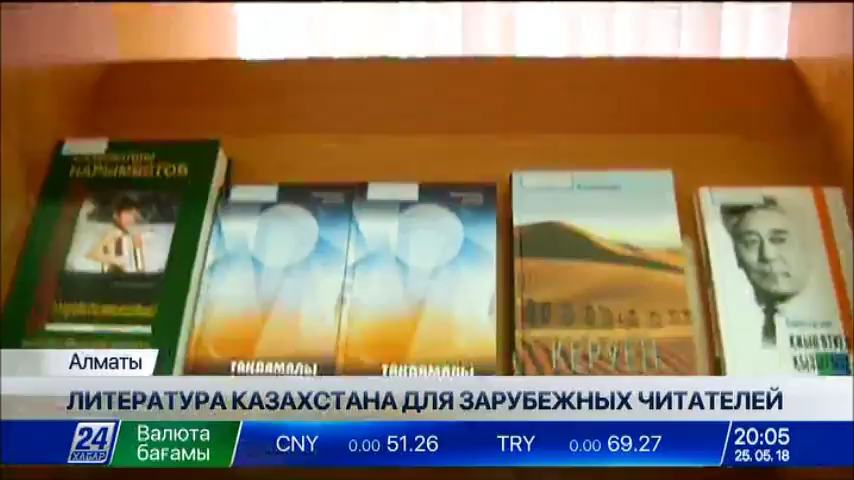 НАРЫМБЕТОВ
ТАҢДАМАЛЫ
ТАҢДАМАЛЫ
КЕРУЕН
Алматы
ЛИТЕРАТУРА КАЗАХСТАНА ДЛЯ ЗАРУБЕЖНЫХ ЧИТАТЕЛЕЙ
24 ХАБАР
Валюта бағамы
CNY 0.00 51.26
TRY 0.00 69.27
20:05
25.05.18